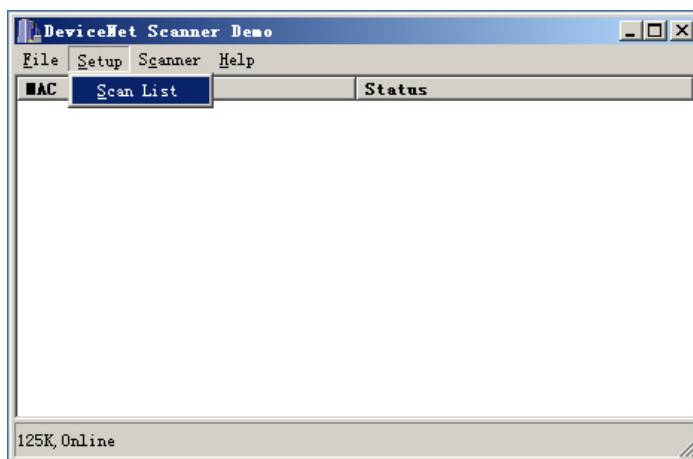 DeviceNet Scanner Demo
File Setup Scanner Help
MAC Status
Scan List
125K, Online